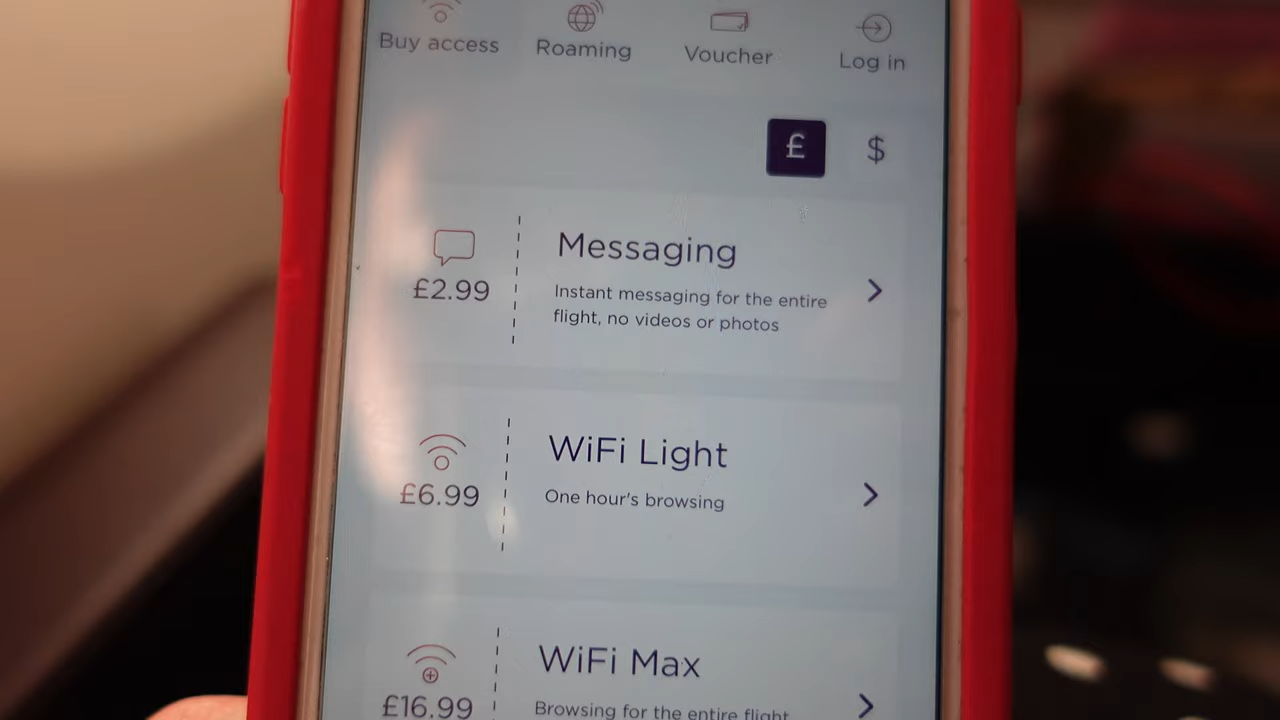 Buy access
Roaming
Voucher
Log in
£
$
£2.99
Messaging
Instant messaging for the entire
flight, no videos or photos
£6.99
WiFi Light
One hour's browsing
£16.99
WiFi Max
Browsing for the entire flight